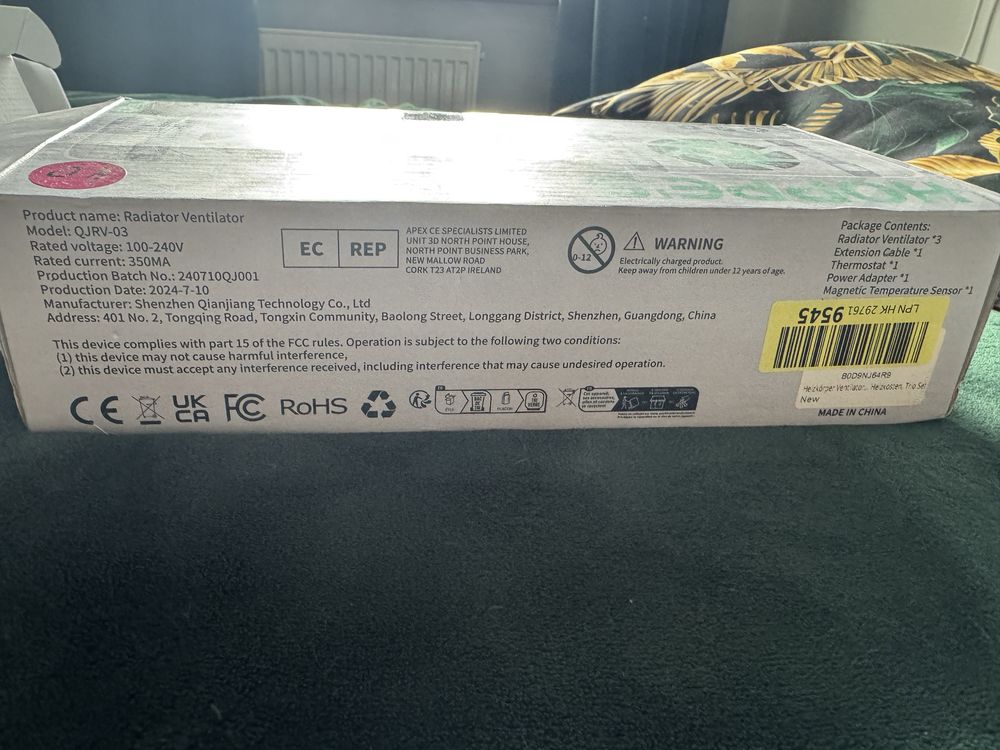 Product name: Radiator Ventilator
Model: QJRV-03
Rated voltage: 100-240V
Rated current: 350MA
Production Batch No.: 240710QJ001
Production Date: 2024-7-10
Manufacturer: Shenzhen Qianjiang Technology Co., Ltd
Address: 401 No. 2, Tongqing Road, Tongxin Community, Baolong Street, Longgang District, Shenzhen, Guangdong, China
EC REP
APEX CE SPECIALISTS LIMITED
UNIT 3D NORTH POINT HOUSE,
NORTH POINT BUSINESS PARK,
NEW MALLOW ROAD
CORK T23 AT2P IRELAND
0-12
WARNING
Electrically charged product.
Keep away from children under 12 years of age.
Package Contents:
Radiator Ventilator *3
Extension Cable *1
Thermostat *1
Power Adapter *1
Magnetic Temperature Sensor *1
This device complies with part 15 of the FCC rules. Operation is subject to the following two conditions:
(1) this device may not cause harmful interference,
(2) this device must accept any interference received, including interference that may cause undesired operation.
CE
UK
CA
FC
RoHS
FR
LPN HK 29761 9545
B0D9NJ64R9
Heizkörper Ventilator, Heizkosten, Trio Set
New
MADE IN CHINA